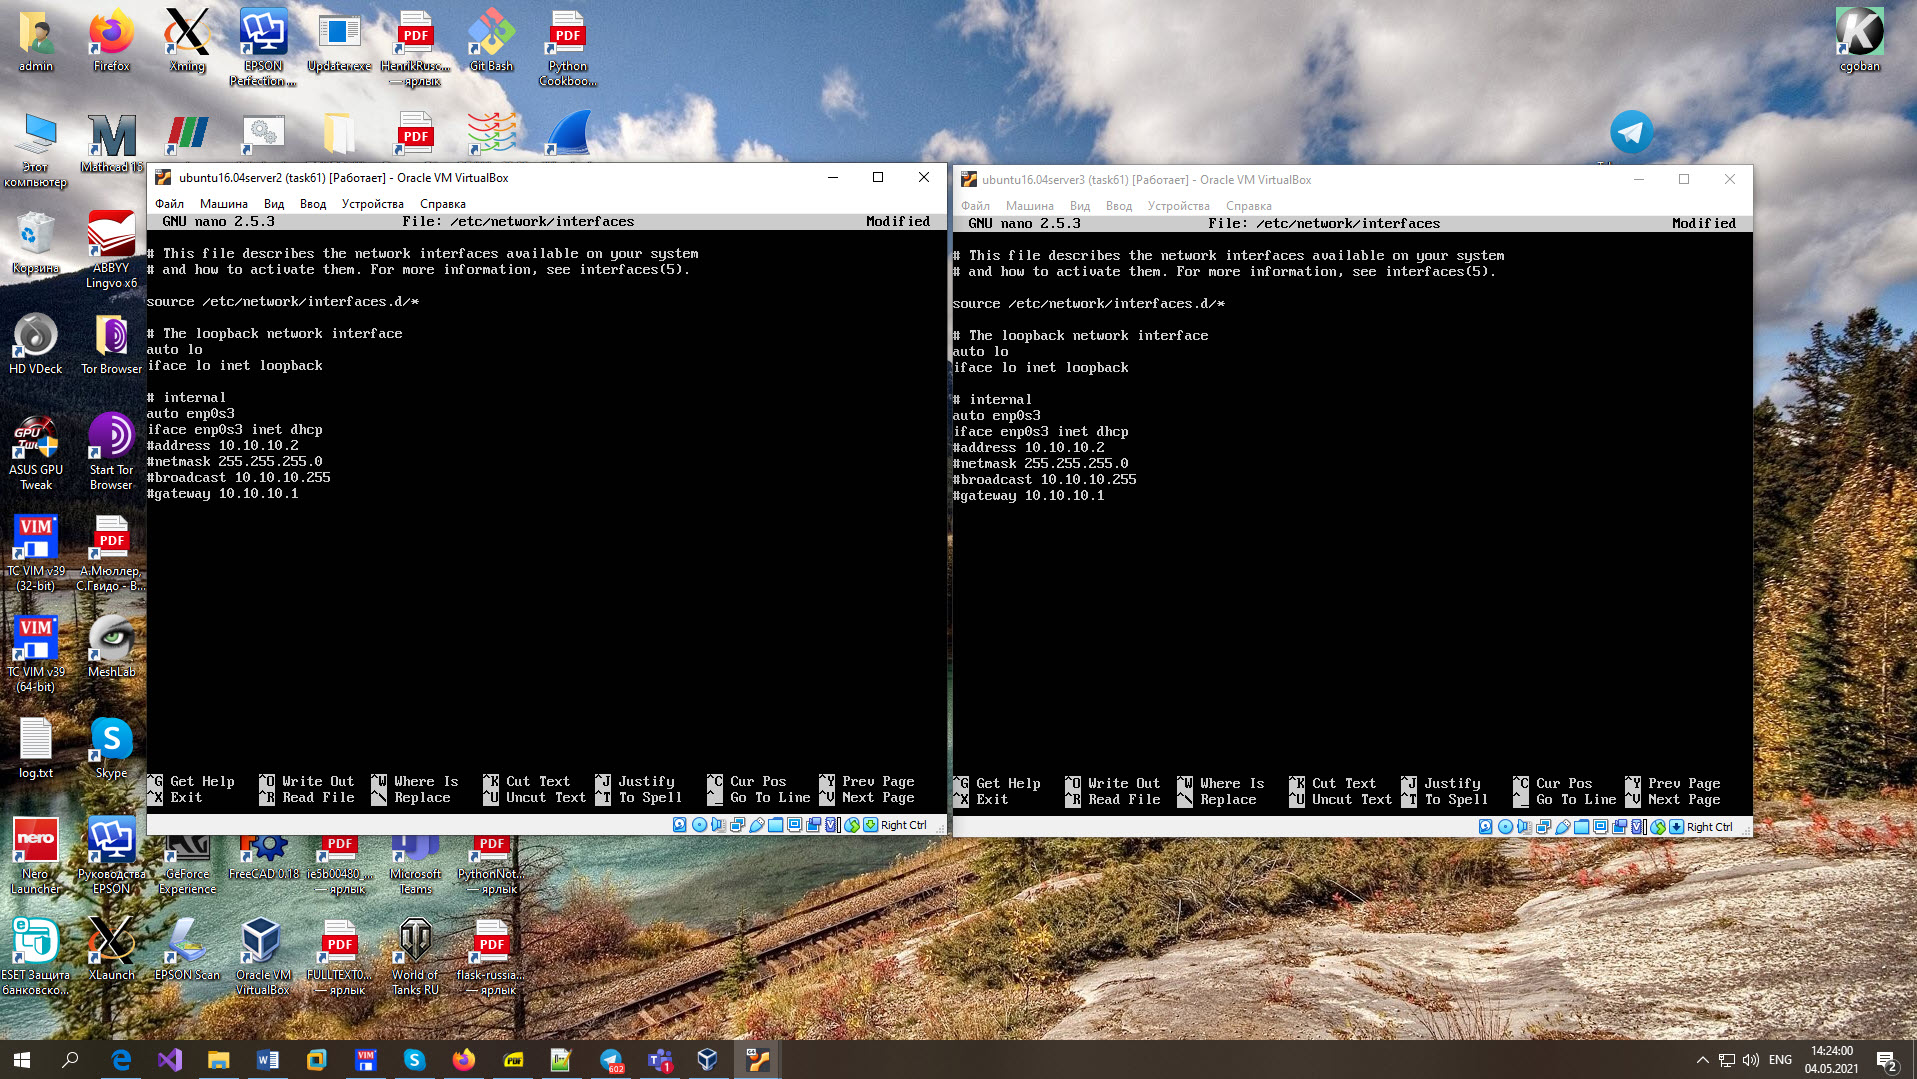 admin
Firefox
Xming
EPSON Perfection ...
Updater.exe
HenrikRusc... — ярлык
Git Bash
Python Cookboo...
cgoban
Этот компьютер
Mathcad 15
Корзина
ABBYY Lingvo x6
HD VDeck
Tor Browser
ASUS GPU Tweak
Start Tor Browser
TC VIM v39 (32-bit)
А.Мюллер, С.Гвидо - В...
TC VIM v39 (64-bit)
MeshLab
log.txt
Skype
Nero Launcher
Руководства EPSON
GeForce Experience
FreeCAD 0.18
ie5b00480_... — ярлык
Microsoft Teams
PythonNot... — ярлык
ESET Защита банковско...
XLaunch
EPSON Scan
Oracle VM VirtualBox
FULLTEXT0... — ярлык
World of Tanks RU
flask-russia... — ярлык
ubuntu16.04server2 (task61) [Работает] - Oracle VM VirtualBox
Файл Машина Вид Ввод Устройства Справка
GNU nano 2.5.3 File: /etc/network/interfaces Modified
# This file describes the network interfaces available on your system
# and how to activate them. For more information, see interfaces(5).
source /etc/network/interfaces.d/*
# The loopback network interface
auto lo
iface lo inet loopback
# internal
auto enp0s3
iface enp0s3 inet dhcp
#address 10.10.10.2
#netmask 255.255.255.0
#broadcast 10.10.10.255
#gateway 10.10.10.1
^G Get Help ^O Write Out ^W Where Is ^K Cut Text ^J Justify ^C Cur Pos ^Y Prev Page
^X Exit ^R Read File ^\ Replace ^U Uncut Text ^T To Spell ^_ Go To Line ^V Next Page
Right Ctrl
ubuntu16.04server3 (task61) [Работает] - Oracle VM VirtualBox
Файл Машина Вид Ввод Устройства Справка
GNU nano 2.5.3 File: /etc/network/interfaces Modified
# This file describes the network interfaces available on your system
# and how to activate them. For more information, see interfaces(5).
source /etc/network/interfaces.d/*
# The loopback network interface
auto lo
iface lo inet loopback
# internal
auto enp0s3
iface enp0s3 inet dhcp
#address 10.10.10.2
#netmask 255.255.255.0
#broadcast 10.10.10.255
#gateway 10.10.10.1
^G Get Help ^O Write Out ^W Where Is ^K Cut Text ^J Justify ^C Cur Pos ^Y Prev Page
^X Exit ^R Read File ^\ Replace ^U Uncut Text ^T To Spell ^_ Go To Line ^V Next Page
Right Ctrl
ENG
14:24:00
04.05.2021